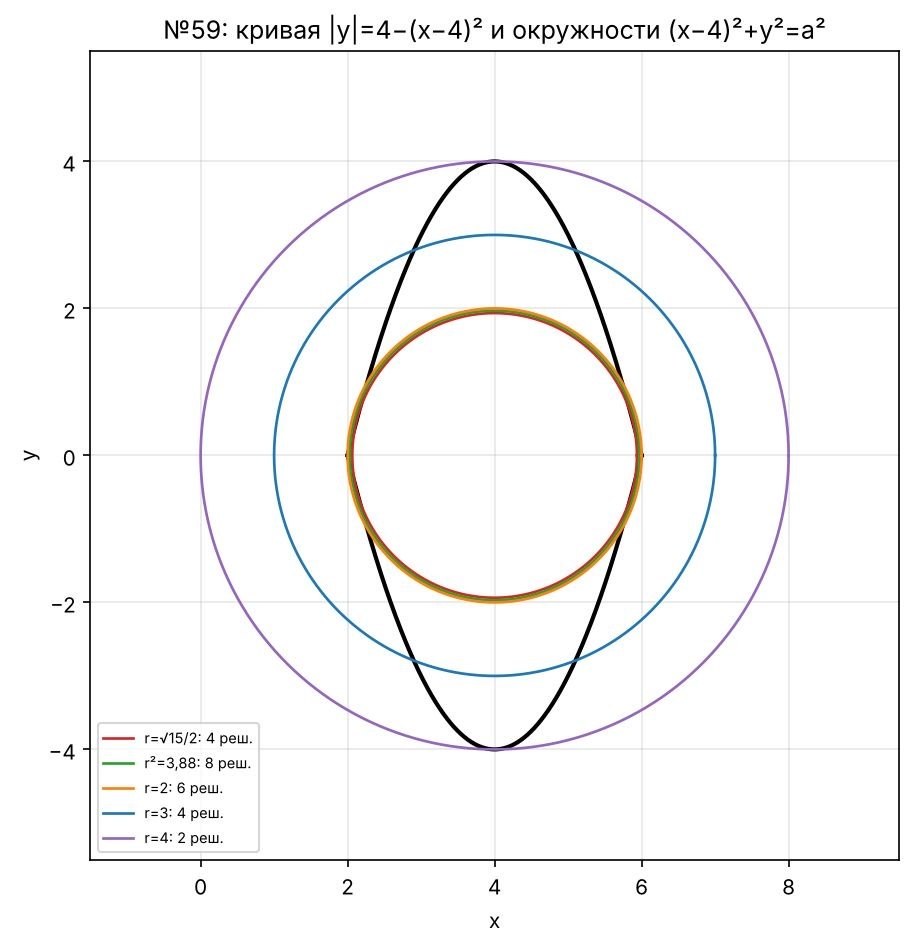 №59: кривая |y|=4−(x−4)² и окружности (x−4)²+y²=a²
4
2
0
−2
−4
y
r=√15/2: 4 реш.
r²=3,88: 8 реш.
r=2: 6 реш.
r=3: 4 реш.
r=4: 2 реш.
0
2
4
6
8
x